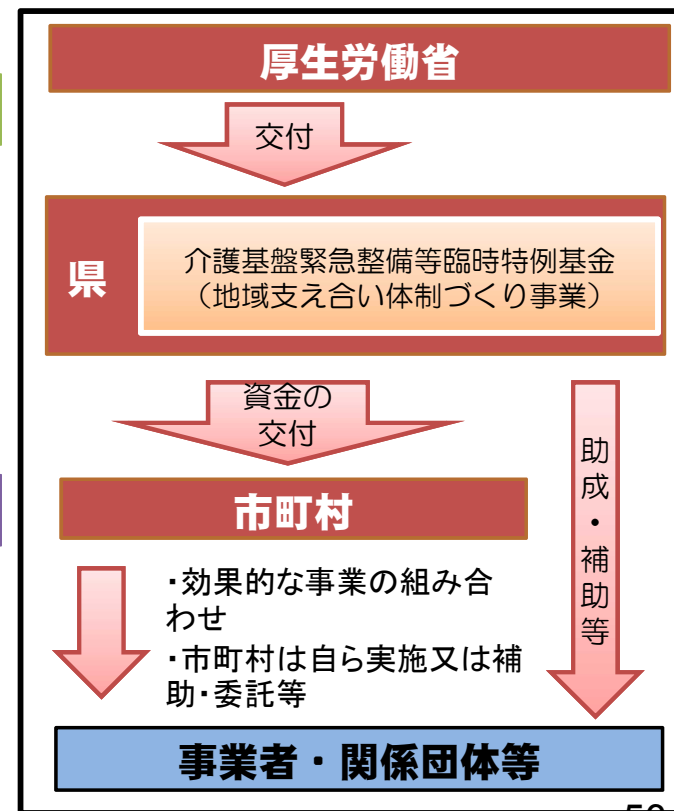 厚生労働省
交付
県
介護基盤緊急整備等臨時特例基金
（地域支え合い体制づくり事業）
資金の
交付
助成・補助等
市町村
・効果的な事業の組み合
わせ
・市町村は自ら実施又は補
助・委託等
事業者・関係団体等